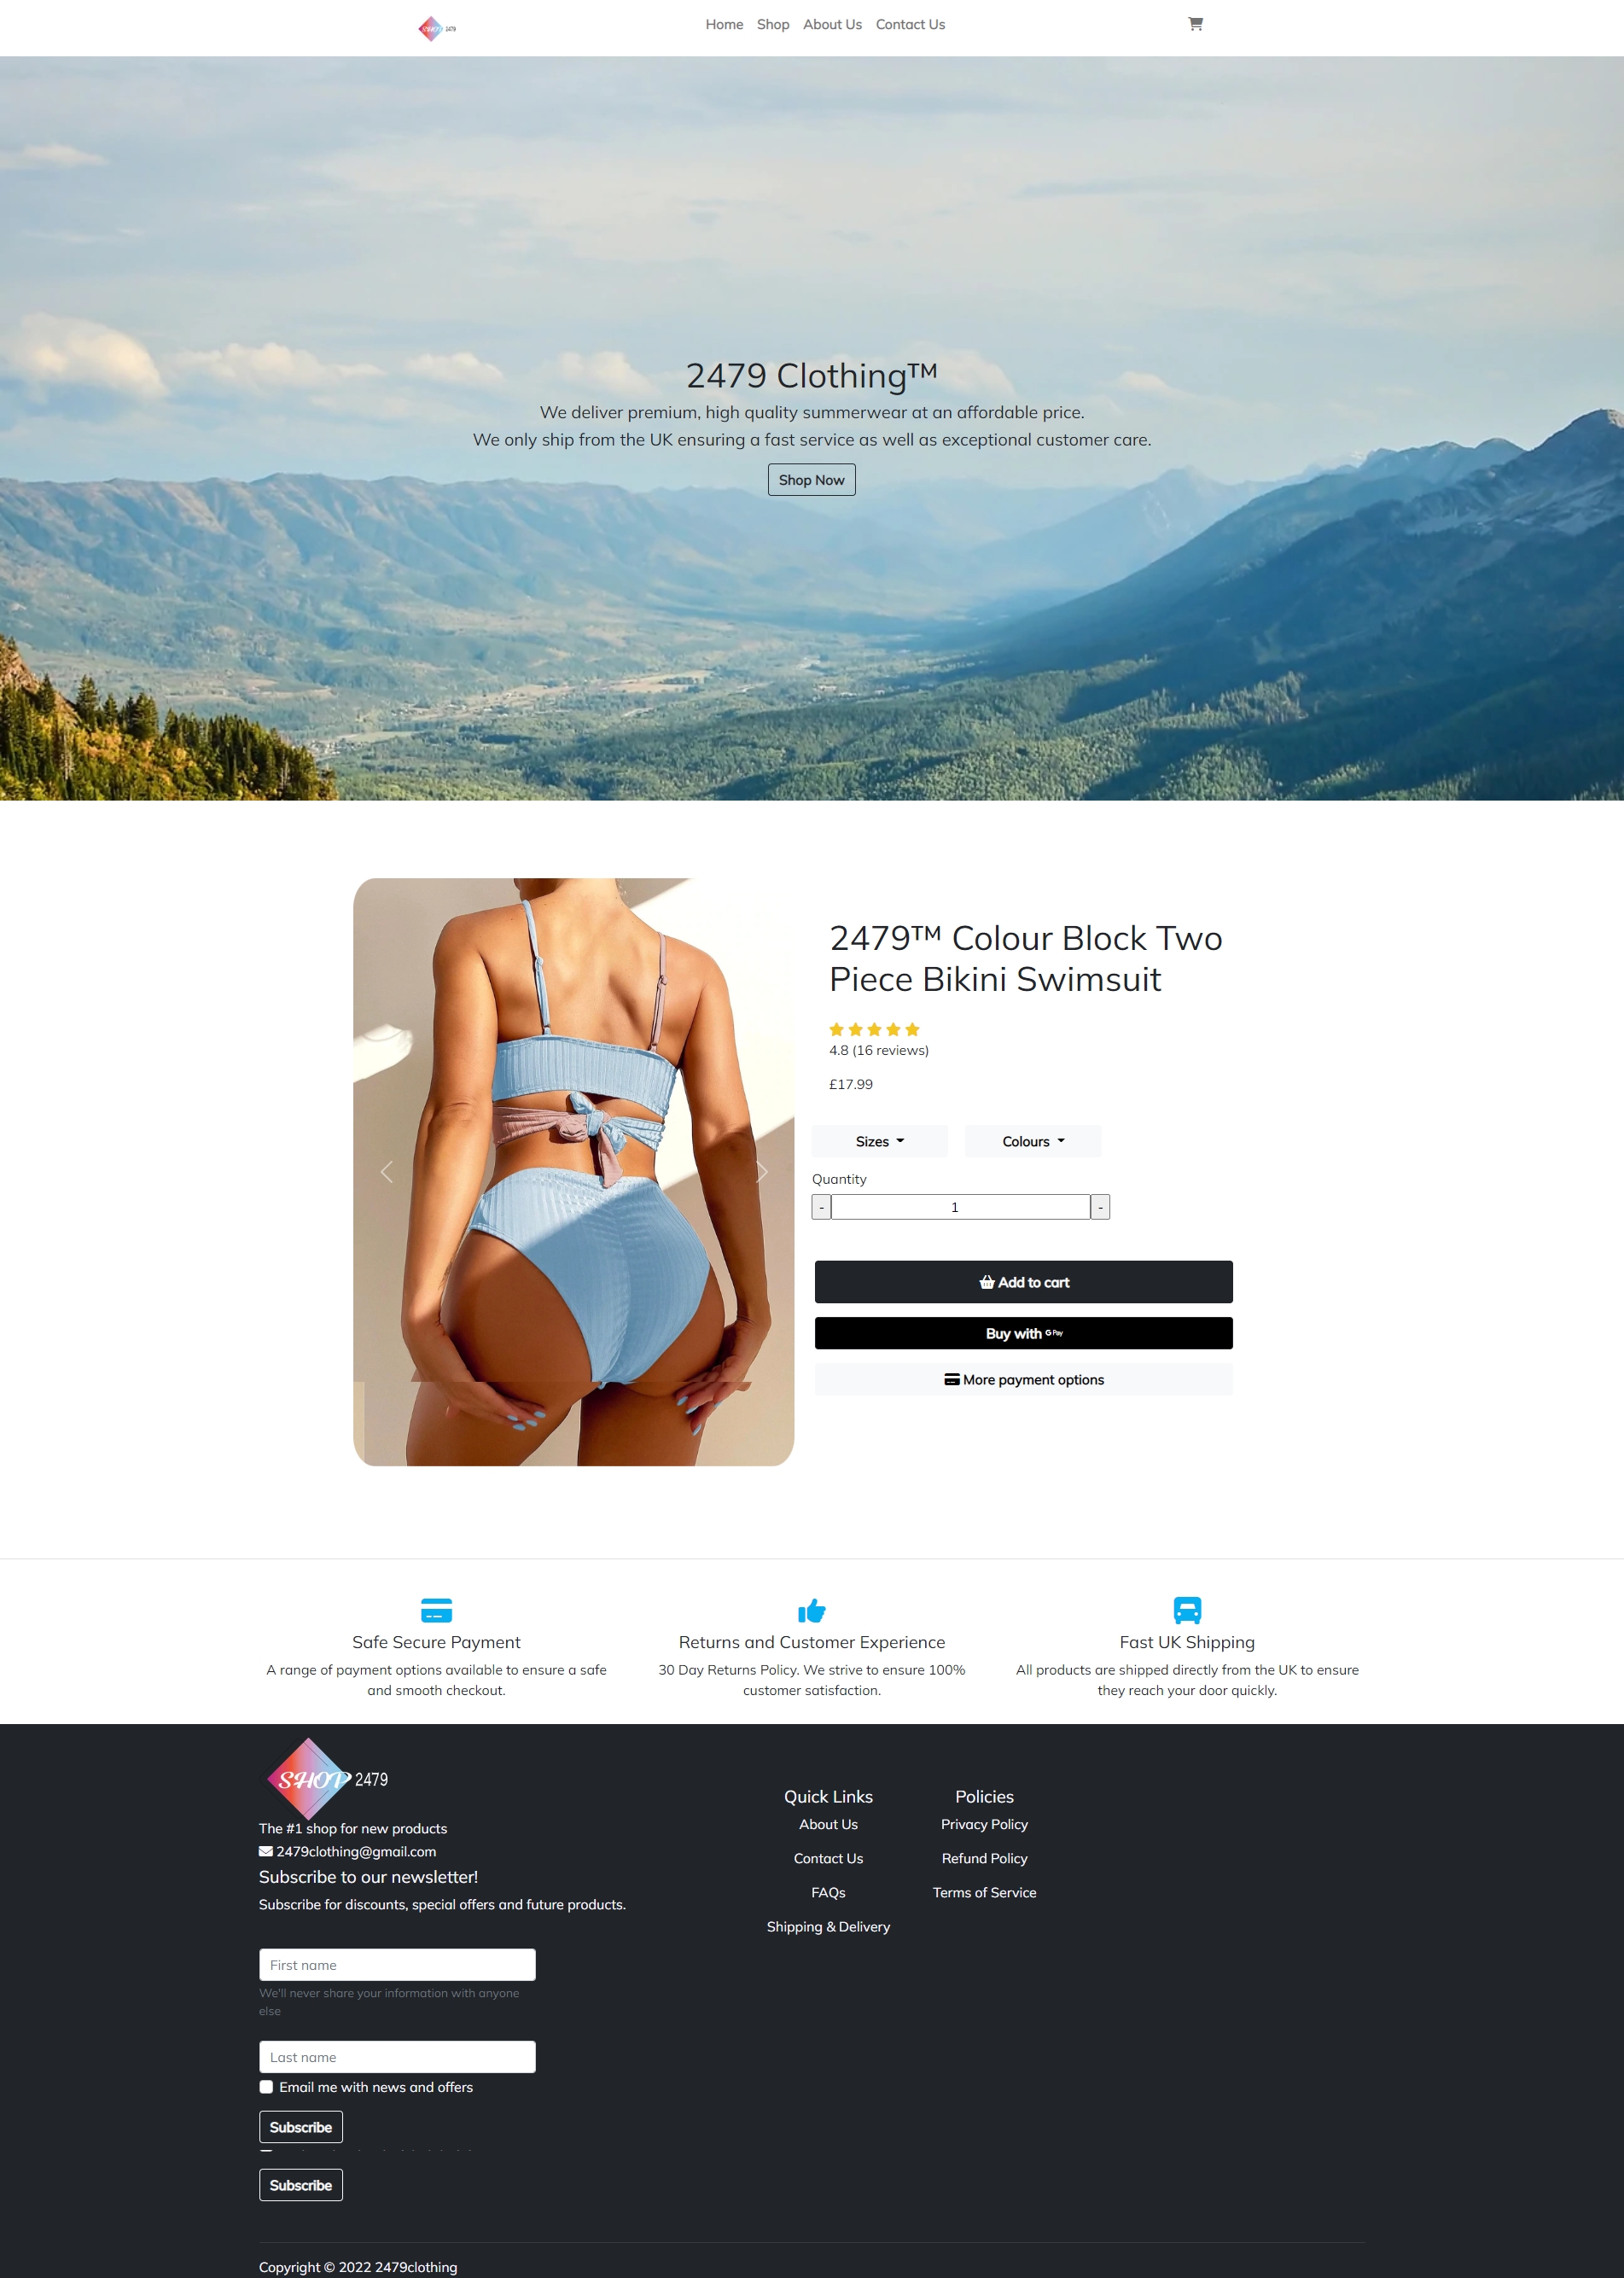 SHOP 2479
Home Shop About Us Contact Us
2479 Clothing™
We deliver premium, high quality summerwear at an affordable price.
We only ship from the UK ensuring a fast service as well as exceptional customer care.
Shop Now
2479™ Colour Block Two
Piece Bikini Swimsuit
4.8 (16 reviews)
£17.99
Sizes Colours
Quantity
- 1 -
Add to cart
Buy with G Pay
More payment options
Safe Secure Payment
A range of payment options available to ensure a safe
and smooth checkout.
Returns and Customer Experience
30 Day Returns Policy. We strive to ensure 100%
customer satisfaction.
Fast UK Shipping
All products are shipped directly from the UK to ensure
they reach your door quickly.
SHOP 2479
The #1 shop for new products
2479clothing@gmail.com
Subscribe to our newsletter!
Subscribe for discounts, special offers and future products.
First name
We'll never share your information with anyone
else
Last name
Email me with news and offers
Subscribe
Subscribe
Quick Links
About Us
Contact Us
FAQs
Shipping & Delivery
Policies
Privacy Policy
Refund Policy
Terms of Service
Copyright © 2022 2479clothing